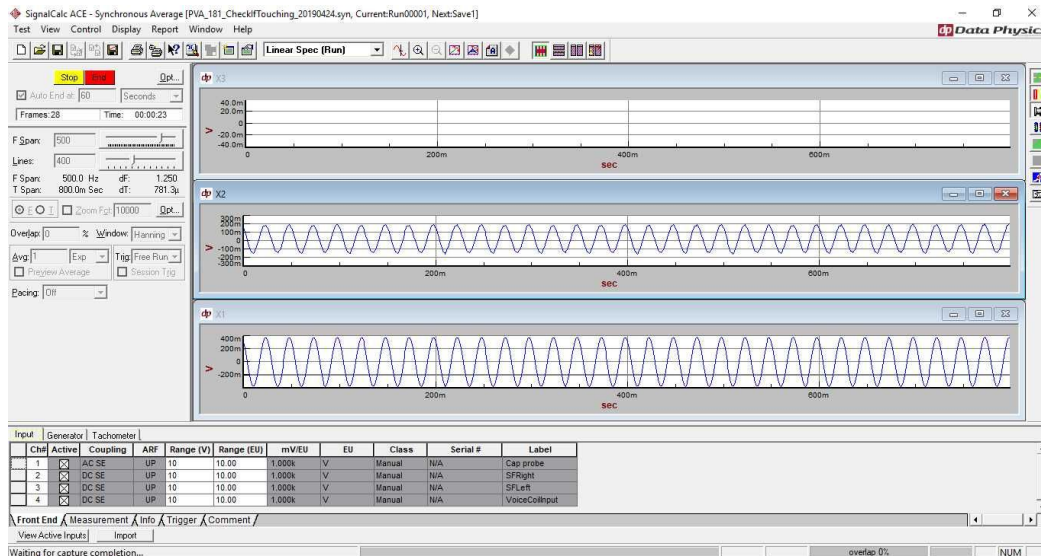 SignalCalc ACE - Synchronous Average [PVA_181_CheckIfTouching_20190424.syn, Current:Run00001, Next:Save1]
Test View Control Display Report Window Help
dp Data Physic
Linear Spec (Run)
Stop End Opt...
Auto End at: 60 Seconds
Frames:28 Time: 00:00:23
F Span: 500
Lines: 400
F Span: 500.0 Hz dF: 1.250
T Span: 800.0m Sec dT: 781.3µ
E I Zoom Fct: 10000 Opt...
Overlap: 0 % Window: Hanning
Avg: 1 Exp Trig: Free Run
Preview Average Session Trig
Pacing: Off
dp X3
40.0m
20.0m
0
-20.0m
-40.0m
V
0 200m 400m 600m
sec
dp X2
300m
200m
100m
0
-100m
-200m
-300m
V
0 200m 400m 600m
sec
dp X1
400m
200m
-200m
V
0 200m 400m 600m
sec
Input Generator Tachometer
Ch# Active Coupling ARF Range (V) Range (EU) mV/EU EU Class Serial # Label
1 AC SE UP 10 10.00 1.000k V Manual N/A Cap probe
2 DC SE UP 10 10.00 1.000k V Manual N/A SFRight
3 DC SE UP 10 10.00 1.000k V Manual N/A SFLeft
4 DC SE UP 10 10.00 1.000k V Manual N/A VoiceCoilInput
Front End Measurement Info Trigger Comment
View Active Inputs Import
Waiting for capture completion... overlap 0% NUM